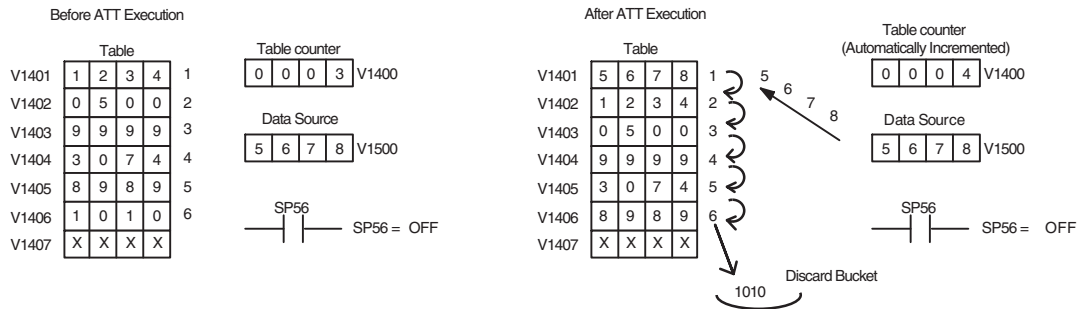 Before ATT Execution
Table
V1401 1 2 3 4 1
V1402 0 5 0 0 2
V1403 9 9 9 9 3
V1404 3 0 7 4 4
V1405 8 9 8 9 5
V1406 1 0 1 0 6
V1407 X X X X
Table counter
0 0 0 3 V1400
Data Source
5 6 7 8 V1500
SP56
SP56 = OFF
After ATT Execution
Table
V1401 5 6 7 8 1
V1402 1 2 3 4 2
V1403 0 5 0 0 3
V1404 9 9 9 9 4
V1405 3 0 7 4 5
V1406 8 9 8 9 6
V1407 X X X X
5
6
7
8
Table counter
(Automatically Incremented)
0 0 0 4 V1400
Data Source
5 6 7 8 V1500
SP56
SP56 = OFF
Discard Bucket
1010